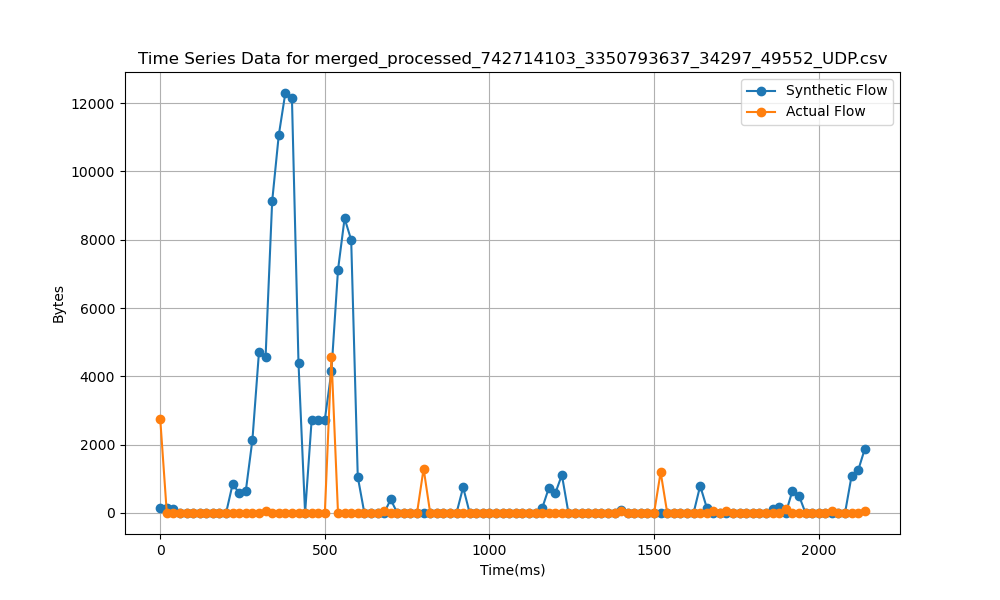 Time Series Data for merged_processed_742714103_3350793637_34297_49552_UDP.csv
Synthetic Flow
Actual Flow
12000
10000
8000
6000
4000
2000
0
Bytes
0 500 1000 1500 2000
Time(ms)